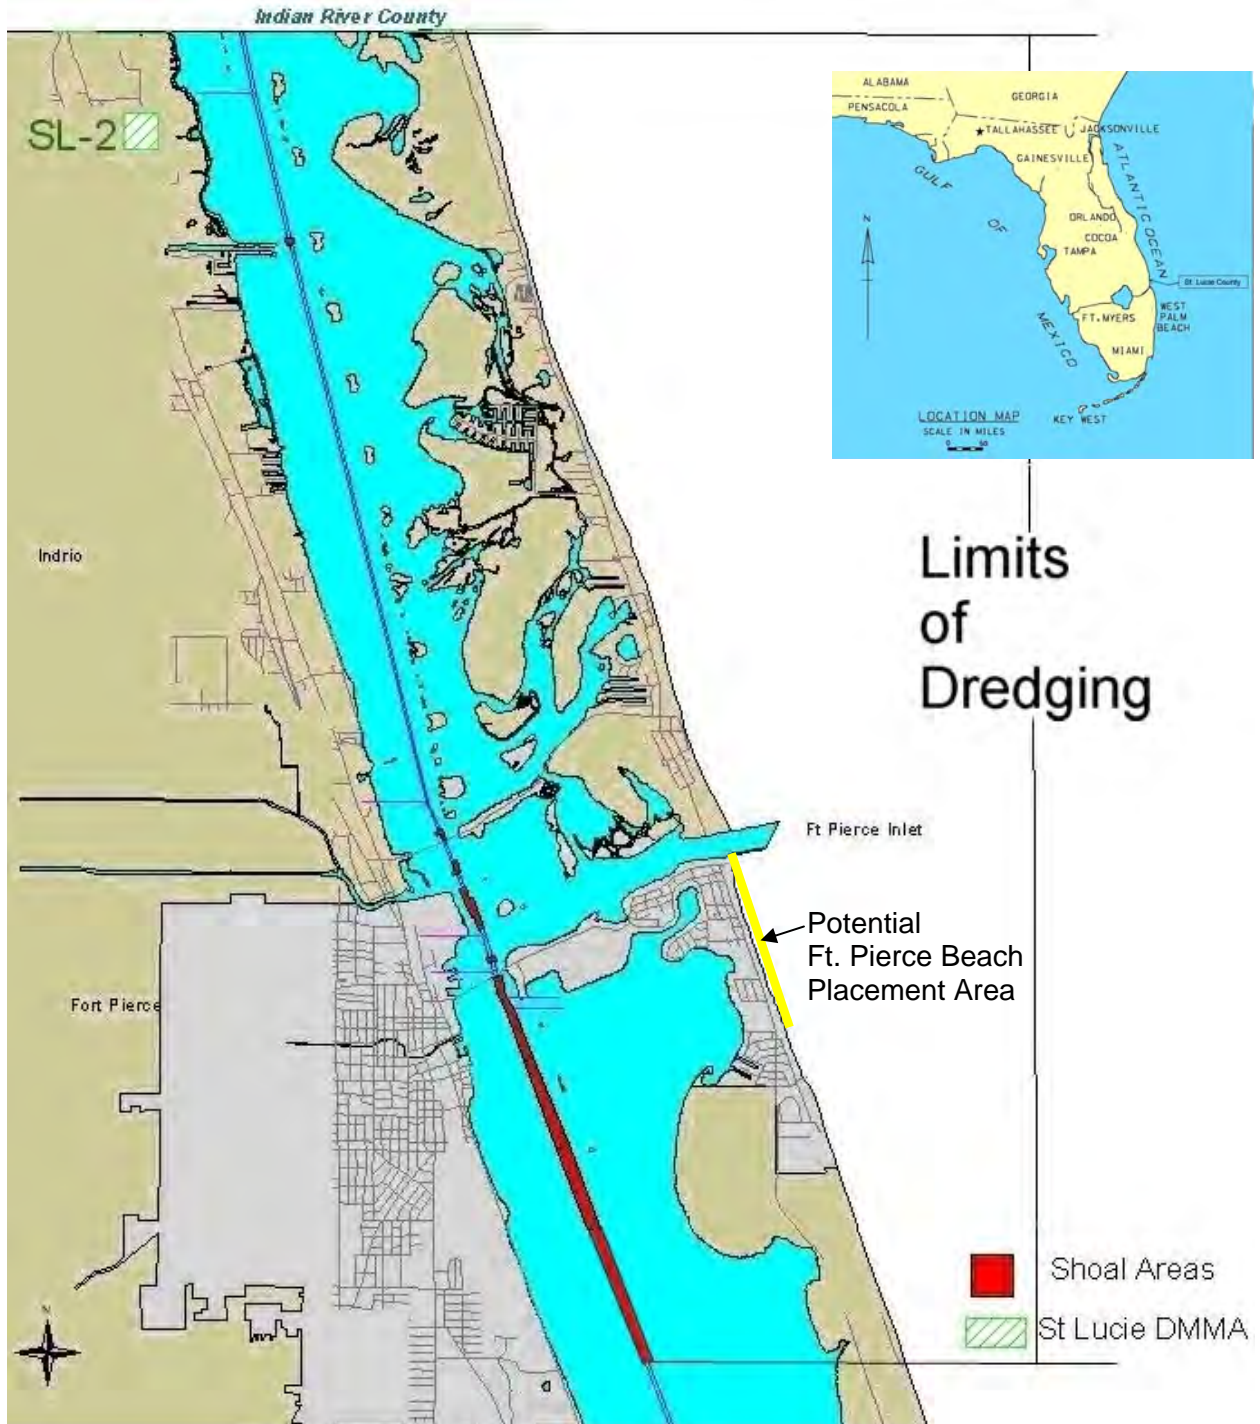 Indian River County
SL-2
ALABAMA
GEORGIA
PENSACOLA
TALLAHASSEE
JACKSONVILLE
GAINESVILLE
ATLANTIC OCEAN
GULF
OF
MEXICO
ORLANDO
COCOA
TAMPA
St. Lucie County
N
WEST
PALM
BEACH
FT. MYERS
MIAMI
KEY WEST
LOCATION MAP
SCALE IN MILES
0 50
Limits
of
Dredging
Indrio
Ft Pierce Inlet
Potential
Ft. Pierce Beach
Placement Area
Fort Pierce
Shoal Areas
St Lucie DMMA
N